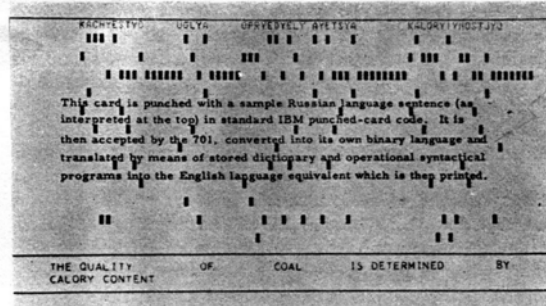 KACHYESTVO UGLYA OPRYEDYELYAYETSYA KALORYIYNOSTJYU
This card is punched with a sample Russian language sentence (as
interpreted at the top) in standard IBM punched-card code. It is
then accepted by the 701, converted into its own binary language and
translated by means of stored dictionary and operational syntactical
programs into the English language equivalent which is then printed.
THE QUALITY OF COAL IS DETERMINED BY
CALORY CONTENT